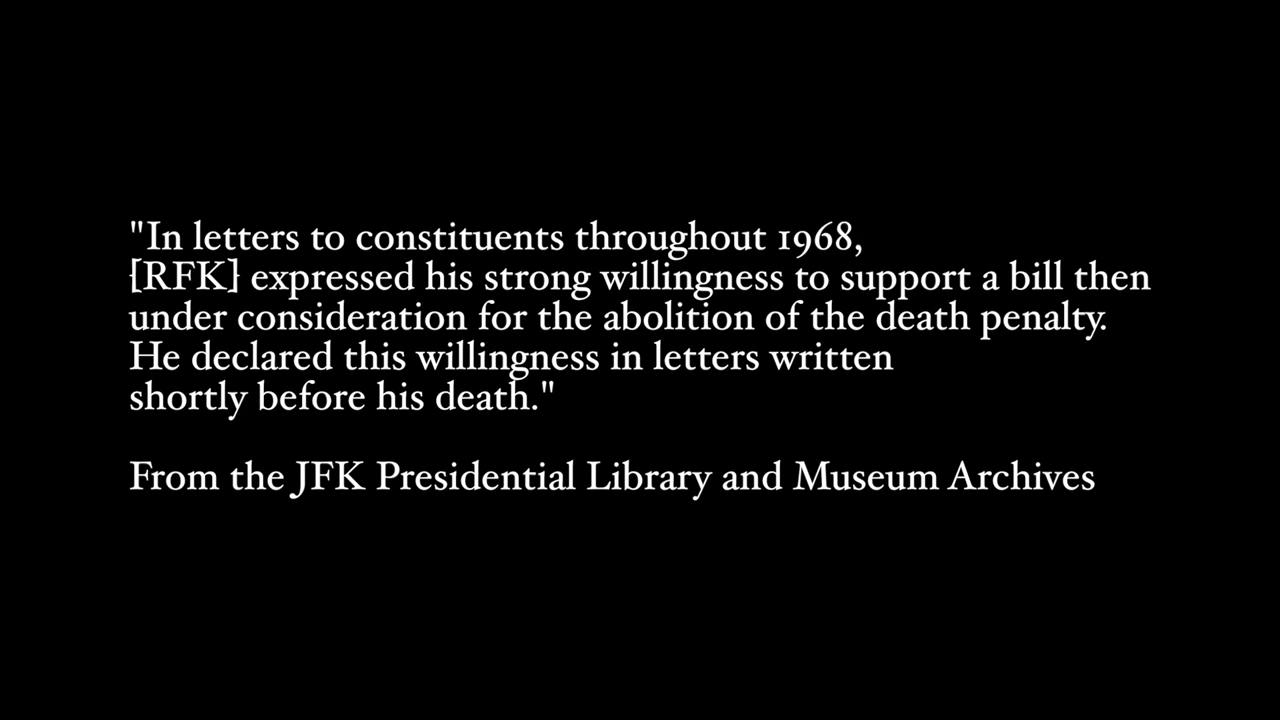 "In letters to constituents throughout 1968,
[RFK] expressed his strong willingness to support a bill then
under consideration for the abolition of the death penalty.
He declared this willingness in letters written
shortly before his death."
From the JFK Presidential Library and Museum Archives